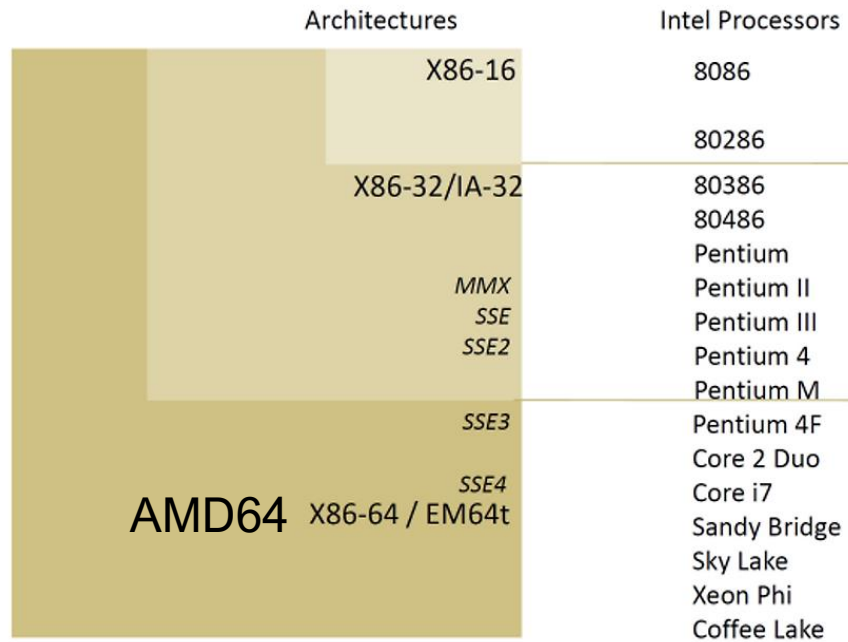 Architectures Intel Processors
X86-16 8086
80286
X86-32/IA-32 80386
80486
Pentium
MMX Pentium II
SSE Pentium III
SSE2 Pentium 4
Pentium M
SSE3 Pentium 4F
Core 2 Duo
SSE4 Core i7
AMD64 X86-64 / EM64t Sandy Bridge
Sky Lake
Xeon Phi
Coffee Lake